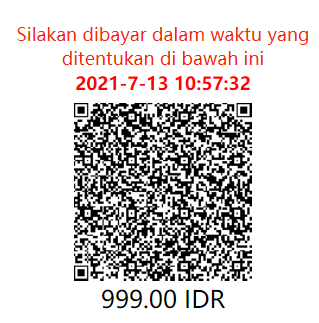 Silakan dibayar dalam waktu yang
ditentukan di bawah ini
2021-7-13 10:57:32
999.00 IDR